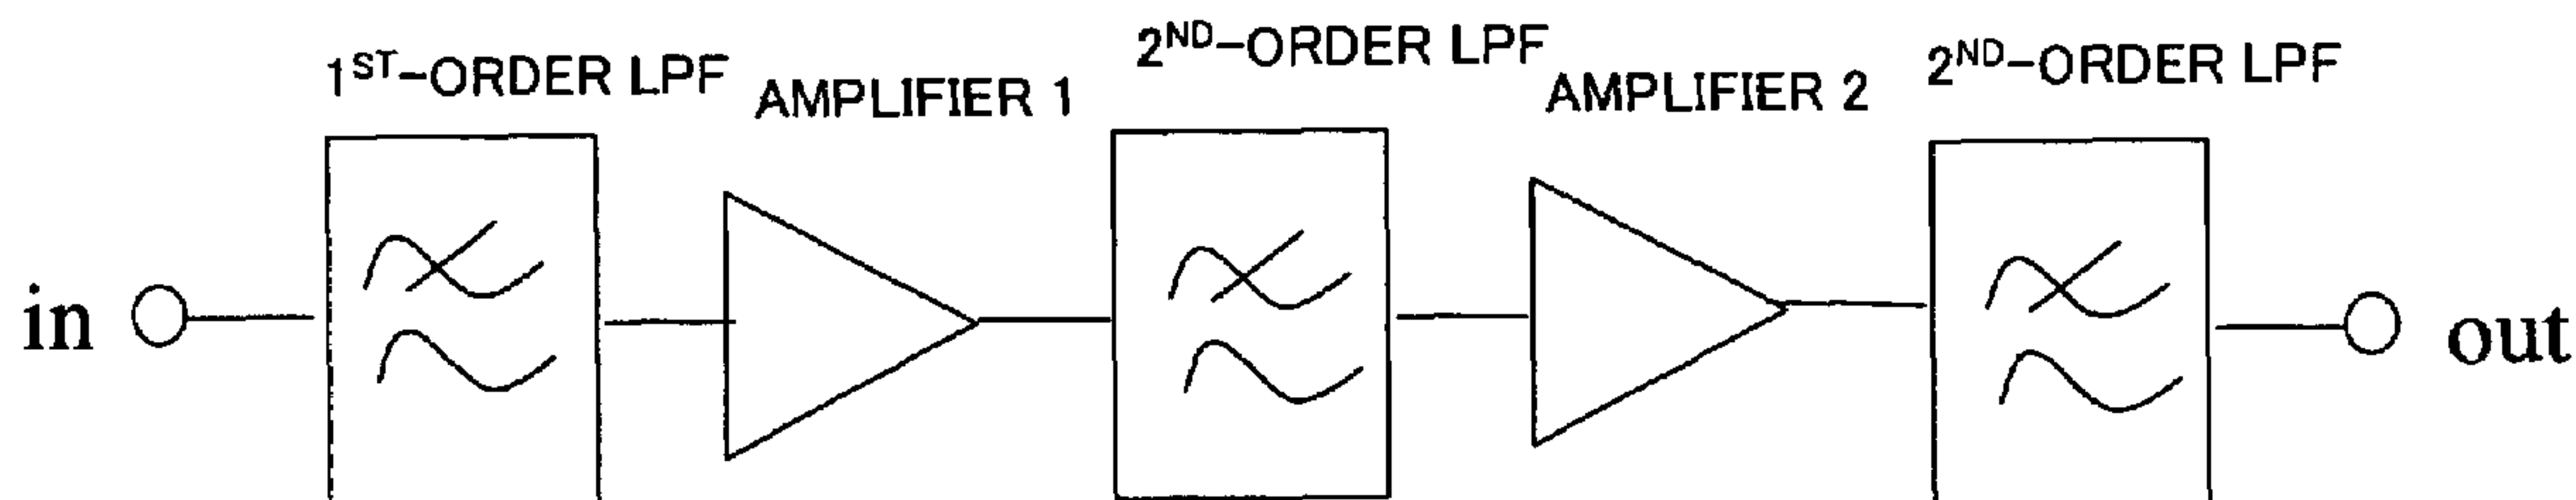 1ST-ORDER LPF
AMPLIFIER 1
2ND-ORDER LPF
AMPLIFIER 2
2ND-ORDER LPF
in
out